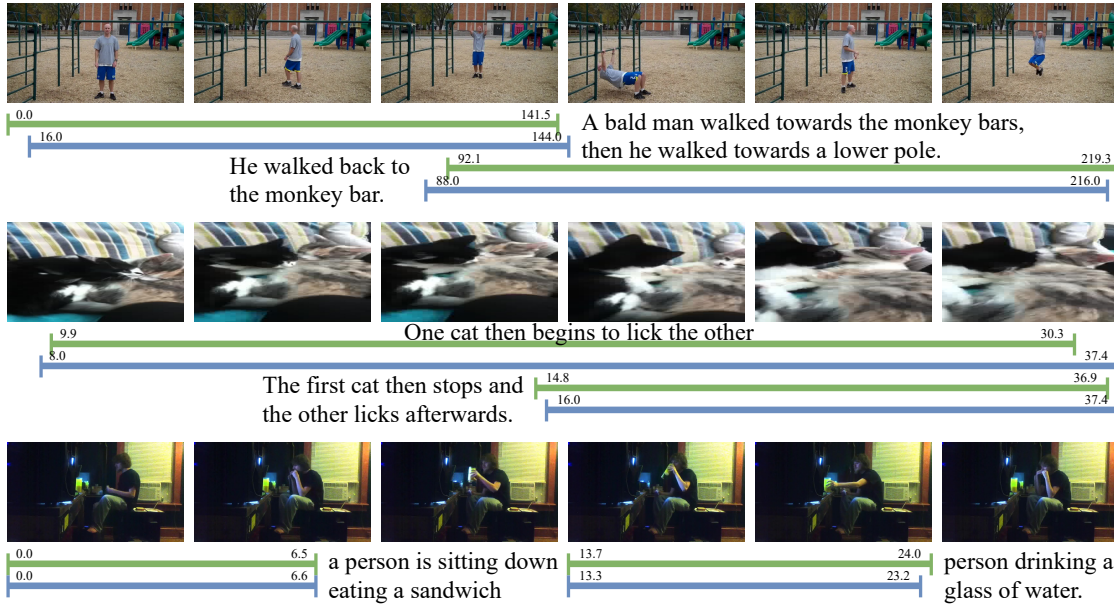 0.0 141.5
16.0 144.0
A bald man walked towards the monkey bars,
then he walked towards a lower pole.
He walked back to
the monkey bar.
92.1 219.3
88.0 216.0
One cat then begins to lick the other
9.9 30.3
8.0 37.4
The first cat then stops and
the other licks afterwards.
14.8 36.9
16.0 37.4
0.0 6.5
0.0 6.6
a person is sitting down
eating a sandwich
13.7 24.0
13.3 23.2
person drinking a
glass of water.